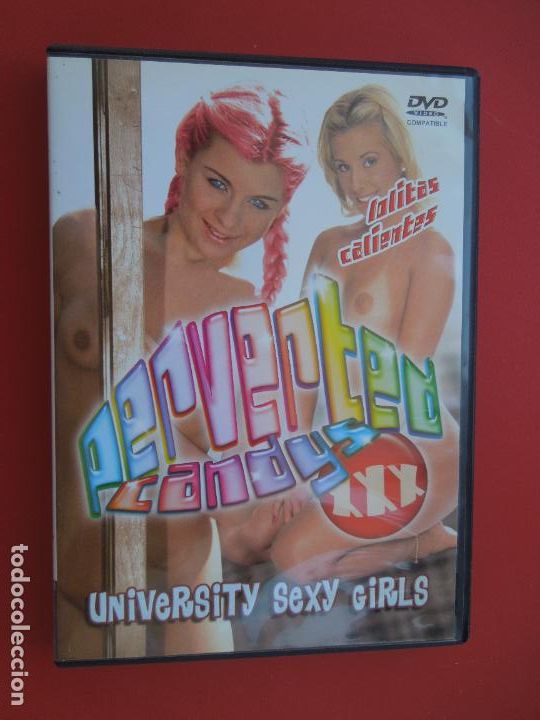 DVD
VIDEO
COMPATIBLE
lolitas
calientes
perverted
candys
XXX
UNIVERSITY SEXY GIRLS
todocoleccion